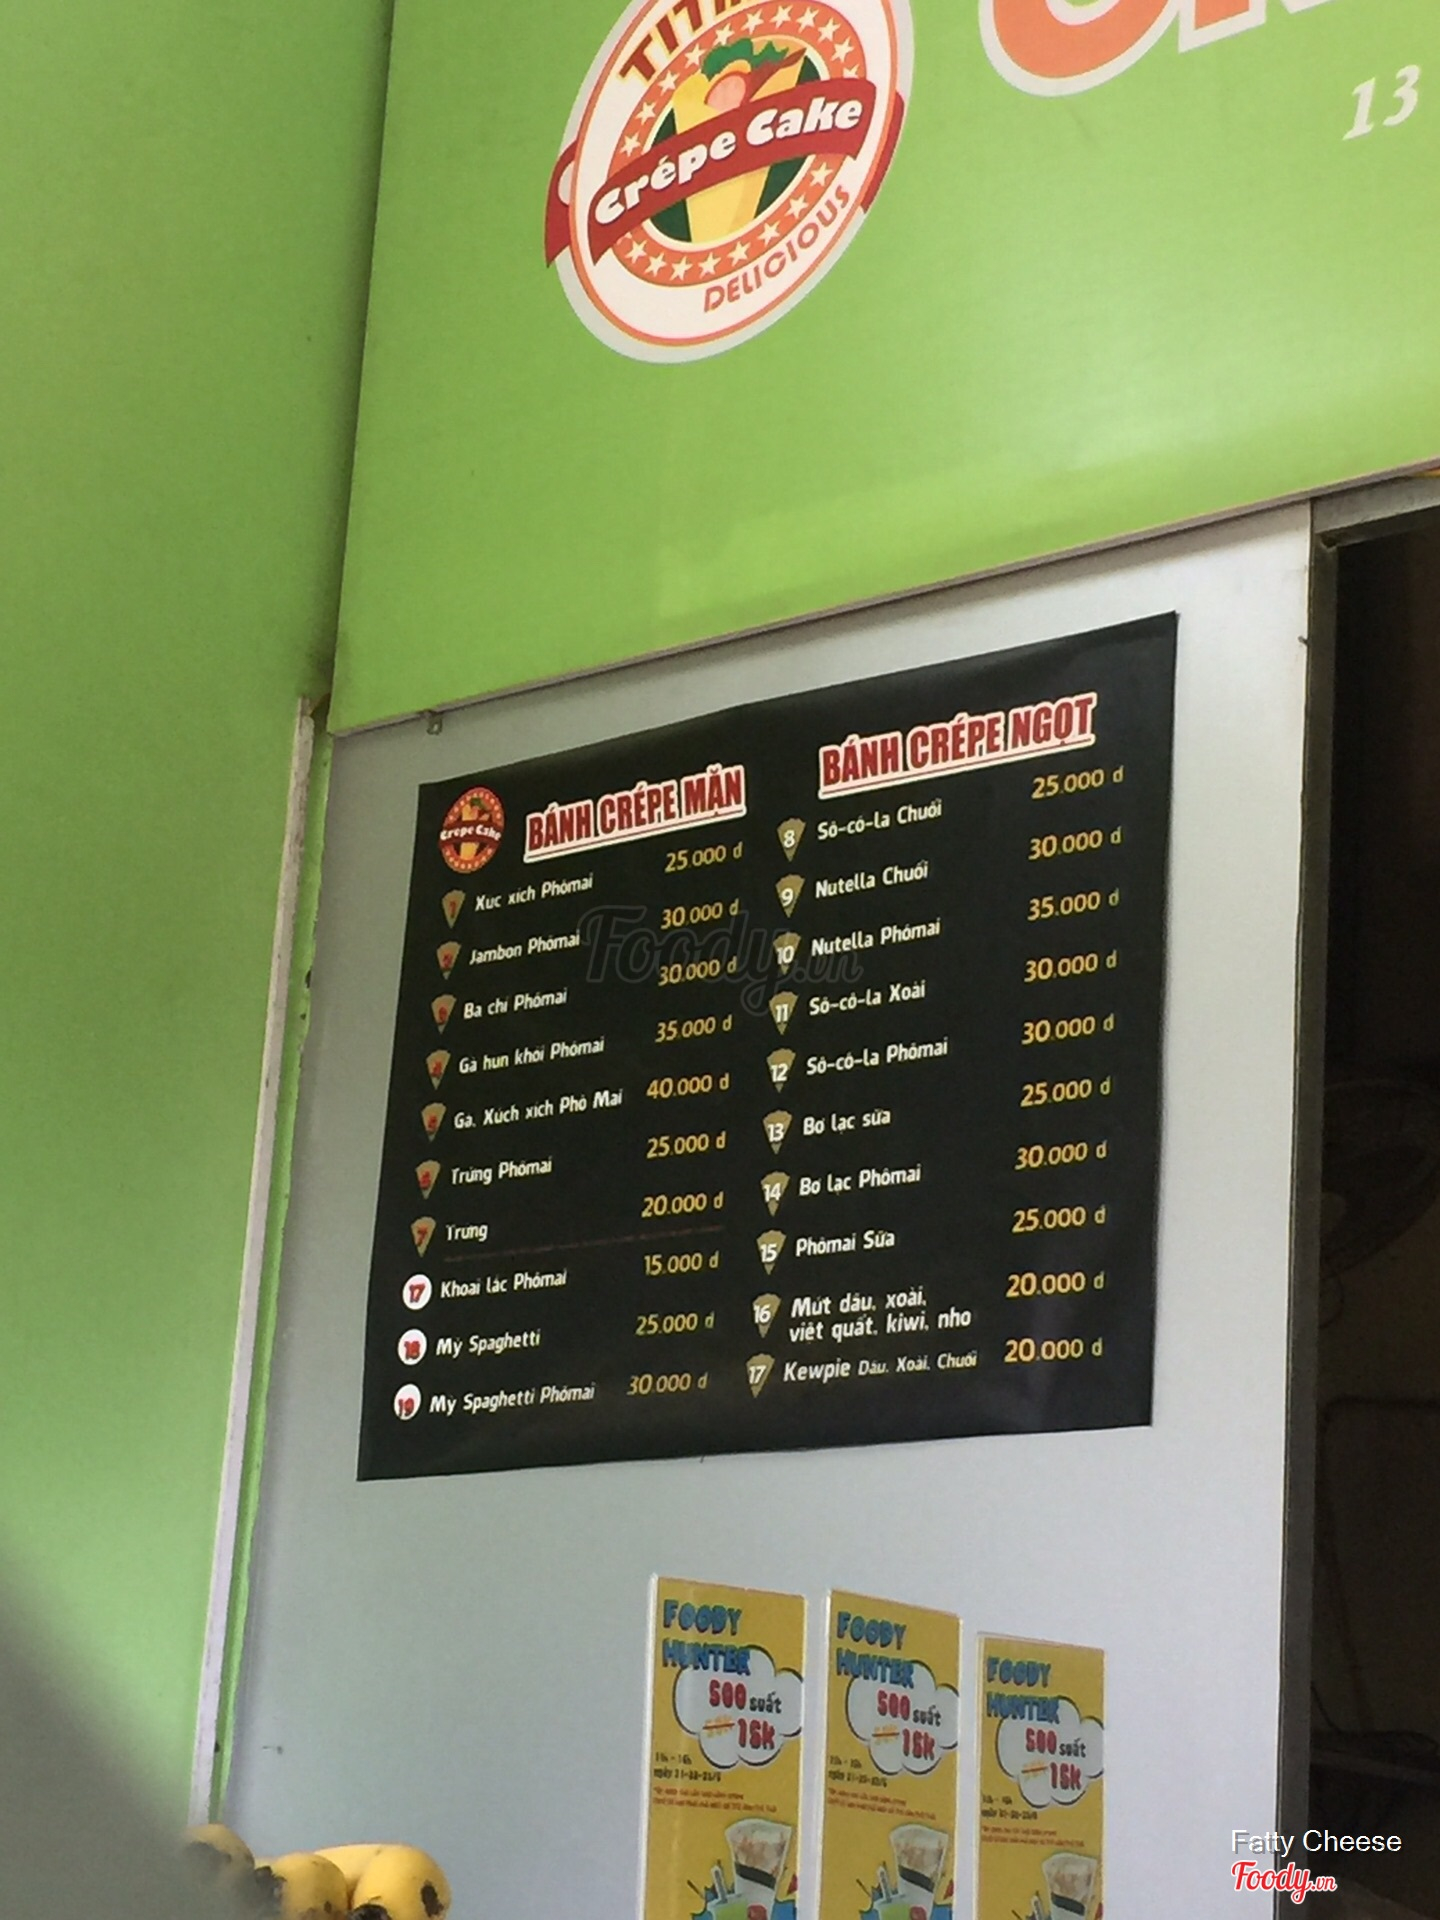 Crépe Cake
DELICIOUS
13
BÁNH CRÉPE MẶN
Crépe Cake
1 Xúc xích Phômai 25.000 đ
Jambon Phômai 30.000 đ
Ba chỉ Phômai 30.000 đ
4 Gà hun khói Phômai 35.000 đ
Gà, Xúch xích Phô Mai 40.000 đ
Trứng Phômai 25.000 đ
7 Trứng 20.000 đ
17 Khoai lắc Phômai 15.000 đ
18 Mỳ Spaghetti 25.000 đ
19 Mỳ Spaghetti Phômai 30.000 đ
BÁNH CRÉPE NGỌT
8 Sô-cô-la Chuối 25.000 đ
9 Nutella Chuối 30.000 đ
10 Nutella Phômai 35.000 đ
11 Sô-cô-la Xoài 30.000 đ
12 Sô-cô-la Phômai 30.000 đ
13 Bơ lạc sữa 25.000 đ
14 Bơ lạc Phômai 30.000 đ
15 Phômai Sữa 25.000 đ
16 Mứt dâu, xoài, 20.000 đ
việt quất, kiwi, nho
17 Kewpie Dâu, Xoài, Chuối 20.000 đ
Foody.vn
FOODY
HUNTER
500 suất
15k
FOODY
HUNTER
500 suất
15k
FOODY
HUNTER
500 suất
15k
Fatty Cheese
Foody.vn